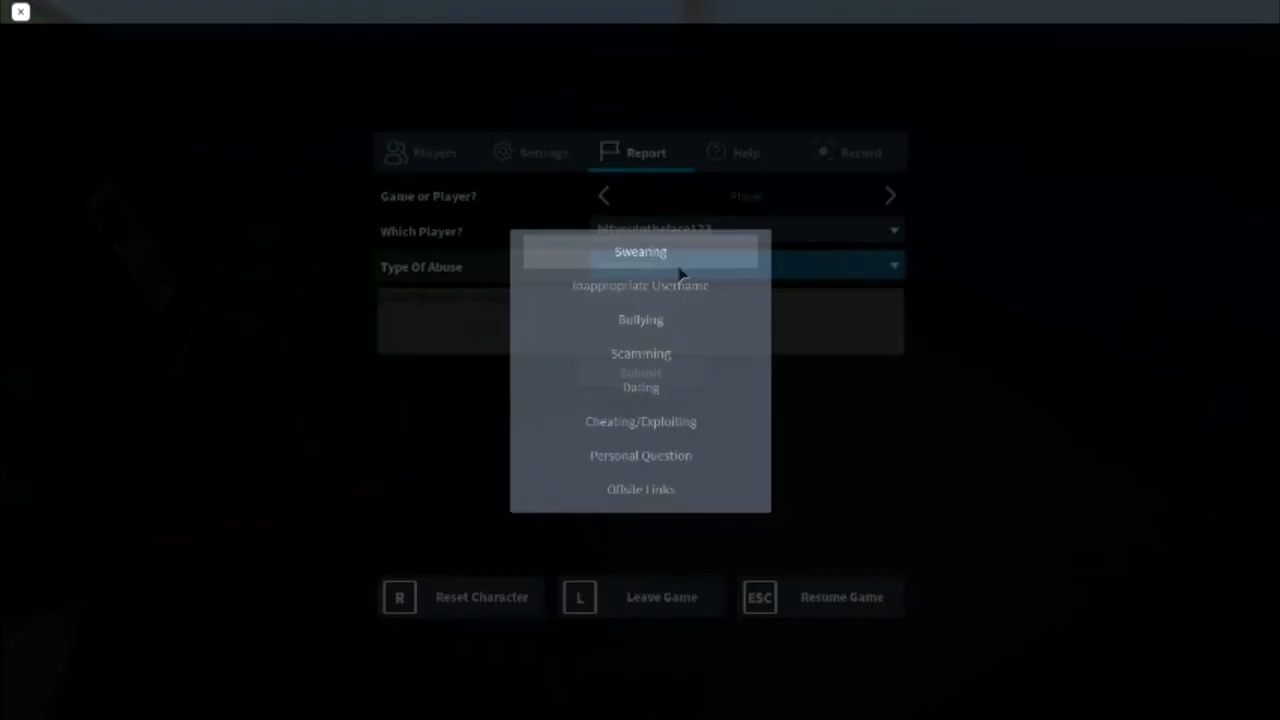 Players Settings Report Help Record
Game or Player? Player
Which Player?
Type Of Abuse
Swearing
Inappropriate Username
Bullying
Scamming
Submit
Dating
Cheating/Exploiting
Personal Question
Offsite Links
R Reset Character L Leave Game ESC Resume Game